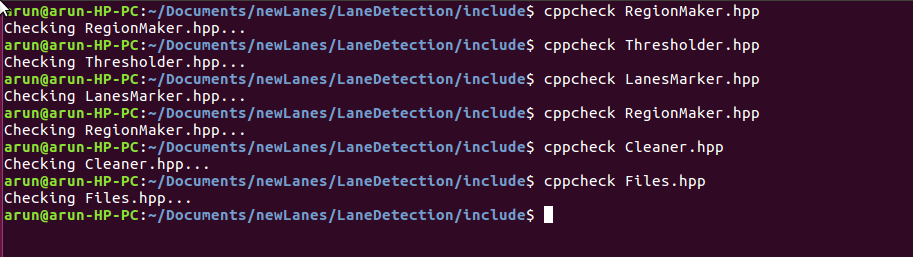 arun@arun-HP-PC:~/Documents/newLanes/LaneDetection/include$ cppcheck RegionMaker.hpp
Checking RegionMaker.hpp...
arun@arun-HP-PC:~/Documents/newLanes/LaneDetection/include$ cppcheck Thresholder.hpp
Checking Thresholder.hpp...
arun@arun-HP-PC:~/Documents/newLanes/LaneDetection/include$ cppcheck LanesMarker.hpp
Checking LanesMarker.hpp...
arun@arun-HP-PC:~/Documents/newLanes/LaneDetection/include$ cppcheck RegionMaker.hpp
Checking RegionMaker.hpp...
arun@arun-HP-PC:~/Documents/newLanes/LaneDetection/include$ cppcheck Cleaner.hpp
Checking Cleaner.hpp...
arun@arun-HP-PC:~/Documents/newLanes/LaneDetection/include$ cppcheck Files.hpp
Checking Files.hpp...
arun@arun-HP-PC:~/Documents/newLanes/LaneDetection/include$